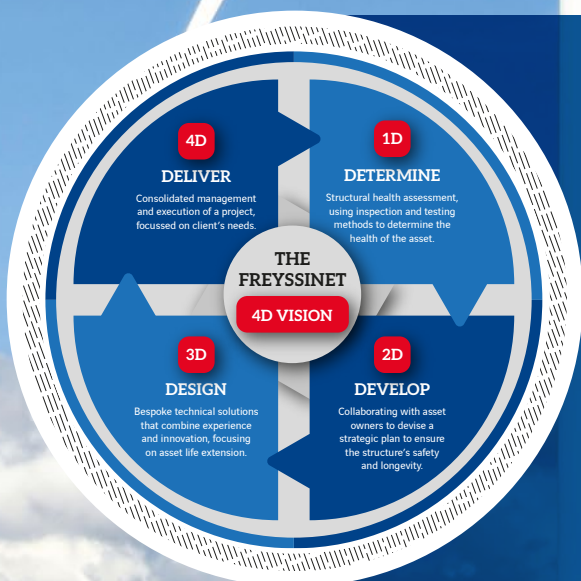 4D
DELIVER
Consolidated management
and execution of a project,
focussed on client's needs.
1D
DETERMINE
Structural health assessment,
using inspection and testing
methods to determine the
health of the asset.
THE
FREYSSINET
4D VISION
3D
DESIGN
Bespoke technical solutions
that combine experience
and innovation, focusing
on asset life extension.
2D
DEVELOP
Collaborating with asset
owners to devise a
strategic plan to ensure
the structure's safety
and longevity.